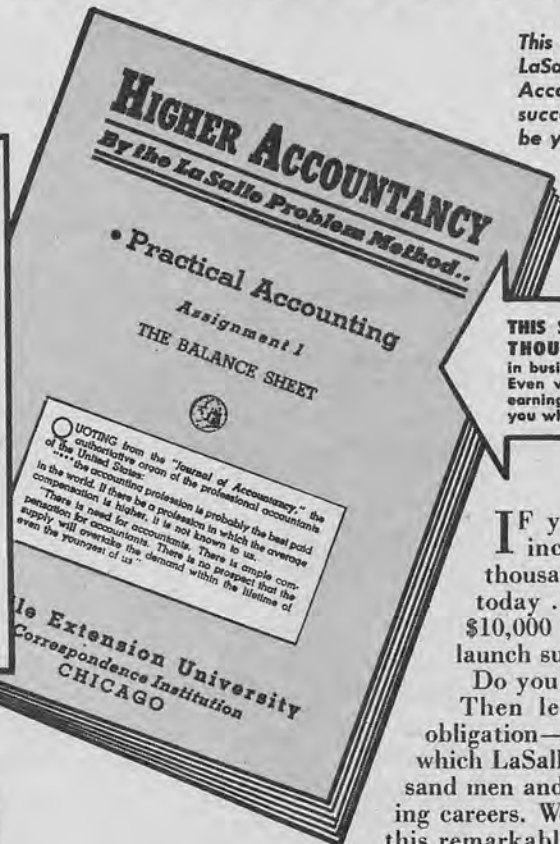 HIGHER ACCOUNTANCY
By the LaSalle Problem Method..
• Practical Accounting
Assignment 1
THE BALANCE SHEET
QUOTING from the "Journal of Accountancy," the
authoritative organ of the professional accountants
of the United States:
"....the accounting profession is probably the best paid
in the world. If there be a profession in which the average
compensation is higher, it is not known to us.
"There is need for accountants. There is ample com-
pensation for accountants. There is no prospect that the
supply will overtake the demand within the lifetime of
even the youngest of us".
le Extension University
Correspondence Institution
CHICAGO
This
LaSa
Acco
succe
be y
THIS S
THOU
in busi
Even v
earning
you wi
IF y
inc
thousa
today
$10,000
launch su
Do you
Then le
obligation—
which LaSall
sand men and
ing careers. W
this remarkabl